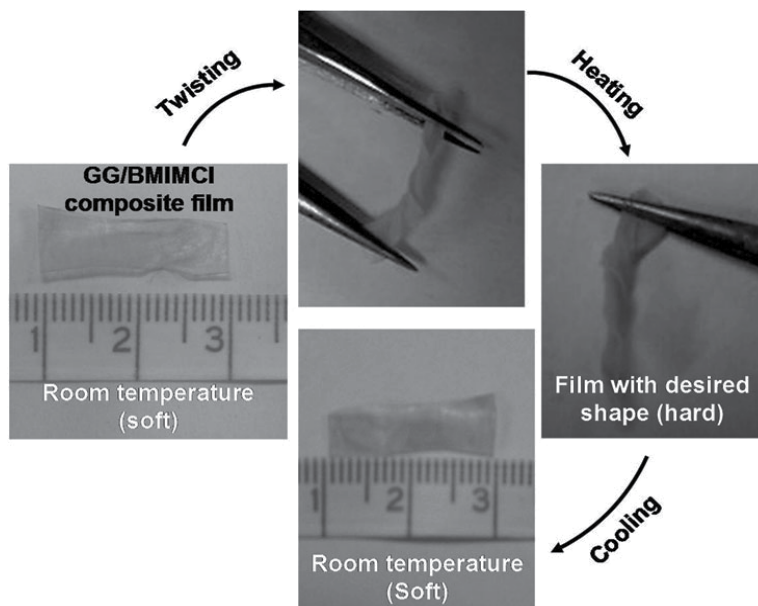 Twisting
Heating
GG/BMIMCI
composite film
1 2 3
Room temperature
(soft)
Film with desired
shape (hard)
1 2 3
Room temperature
(Soft)
Cooling